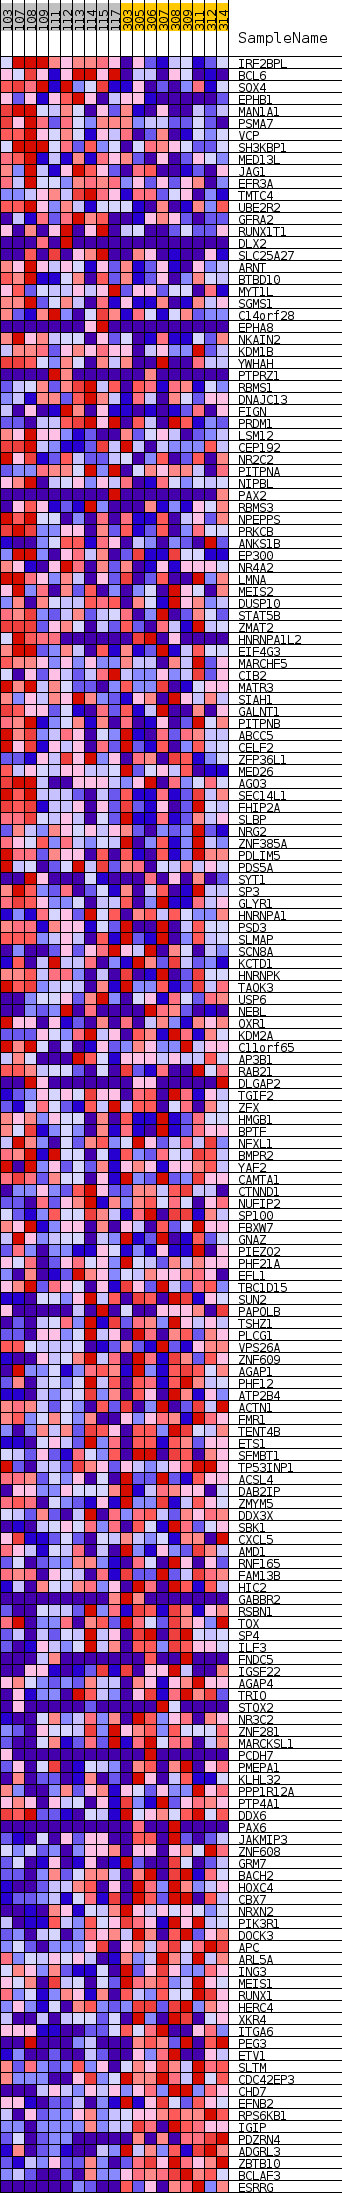 103 107 108 109 111 112 113 114 115 117 303 305 306 307 308 309 311 312 314
SampleName
IRF2BPL
BCL6
SOX4
EPHB1
MAN1A1
PSMA7
VCP
SH3KBP1
MED13L
JAG1
EFR3A
TMTC4
UBE2R2
GFRA2
RUNX1T1
DLX2
SLC25A27
ARNT
BTBD10
MYT1L
SGMS1
C14orf28
EPHA8
NKAIN2
KDM1B
YWHAH
PTPRZ1
RBMS1
DNAJC13
FIGN
PRDM1
LSM12
CEP192
NR2C2
PITPNA
NIPBL
PAX2
RBMS3
NPEPPS
PRKCB
ANKS1B
EP300
NR4A2
LMNA
MEIS2
DUSP10
STAT5B
ZMAT2
HNRNPA1L2
EIF4G3
MARCHF5
CIB2
MATR3
SIAH1
GALNT1
PITPNB
ABCC5
CELF2
ZFP36L1
MED26
AGO3
SEC14L1
FHIP2A
SLBP
NRG2
ZNF385A
PDLIM5
PDS5A
SYT1
SP3
GLYR1
HNRNPA1
PSD3
SLMAP
SCN8A
KCTD1
HNRNPK
TAOK3
USP6
NEBL
OXR1
KDM2A
C11orf65
AP3B1
RAB21
DLGAP2
TGIF2
ZFX
HMGB1
BPTF
NFXL1
BMPR2
YAF2
CAMTA1
CTNND1
NUFIP2
SP100
FBXW7
GNAZ
PIEZO2
PHF21A
EFL1
TBC1D15
SUN2
PAPOLB
TSHZ1
PLCG1
VPS26A
ZNF609
AGAP1
PHF12
ATP2B4
ACTN1
FMR1
TENT4B
ETS1
SFMBT1
TP53INP1
ACSL4
DAB2IP
ZMYM5
DDX3X
SBK1
CXCL5
AMD1
RNF165
FAM13B
HIC2
GABBR2
RSBN1
TOX
SP4
ILF3
FNDC5
IGSF22
AGAP4
TRIO
STOX2
NR3C2
ZNF281
MARCKSL1
PCDH7
PMEPA1
KLHL32
PPP1R12A
PTP4A1
DDX6
PAX6
JAKMIP3
ZNF608
GRM7
BACH2
HOXC4
CBX7
NRXN2
PIK3R1
DOCK3
APC
ARL5A
ING3
MEIS1
RUNX1
HERC4
XKR4
ITGA6
PEG3
ETV1
SLTM
CDC42EP3
CHD7
EFNB2
RPS6KB1
IGIP
PDZRN4
ADGRL3
ZBTB10
BCLAF3
ESRRG